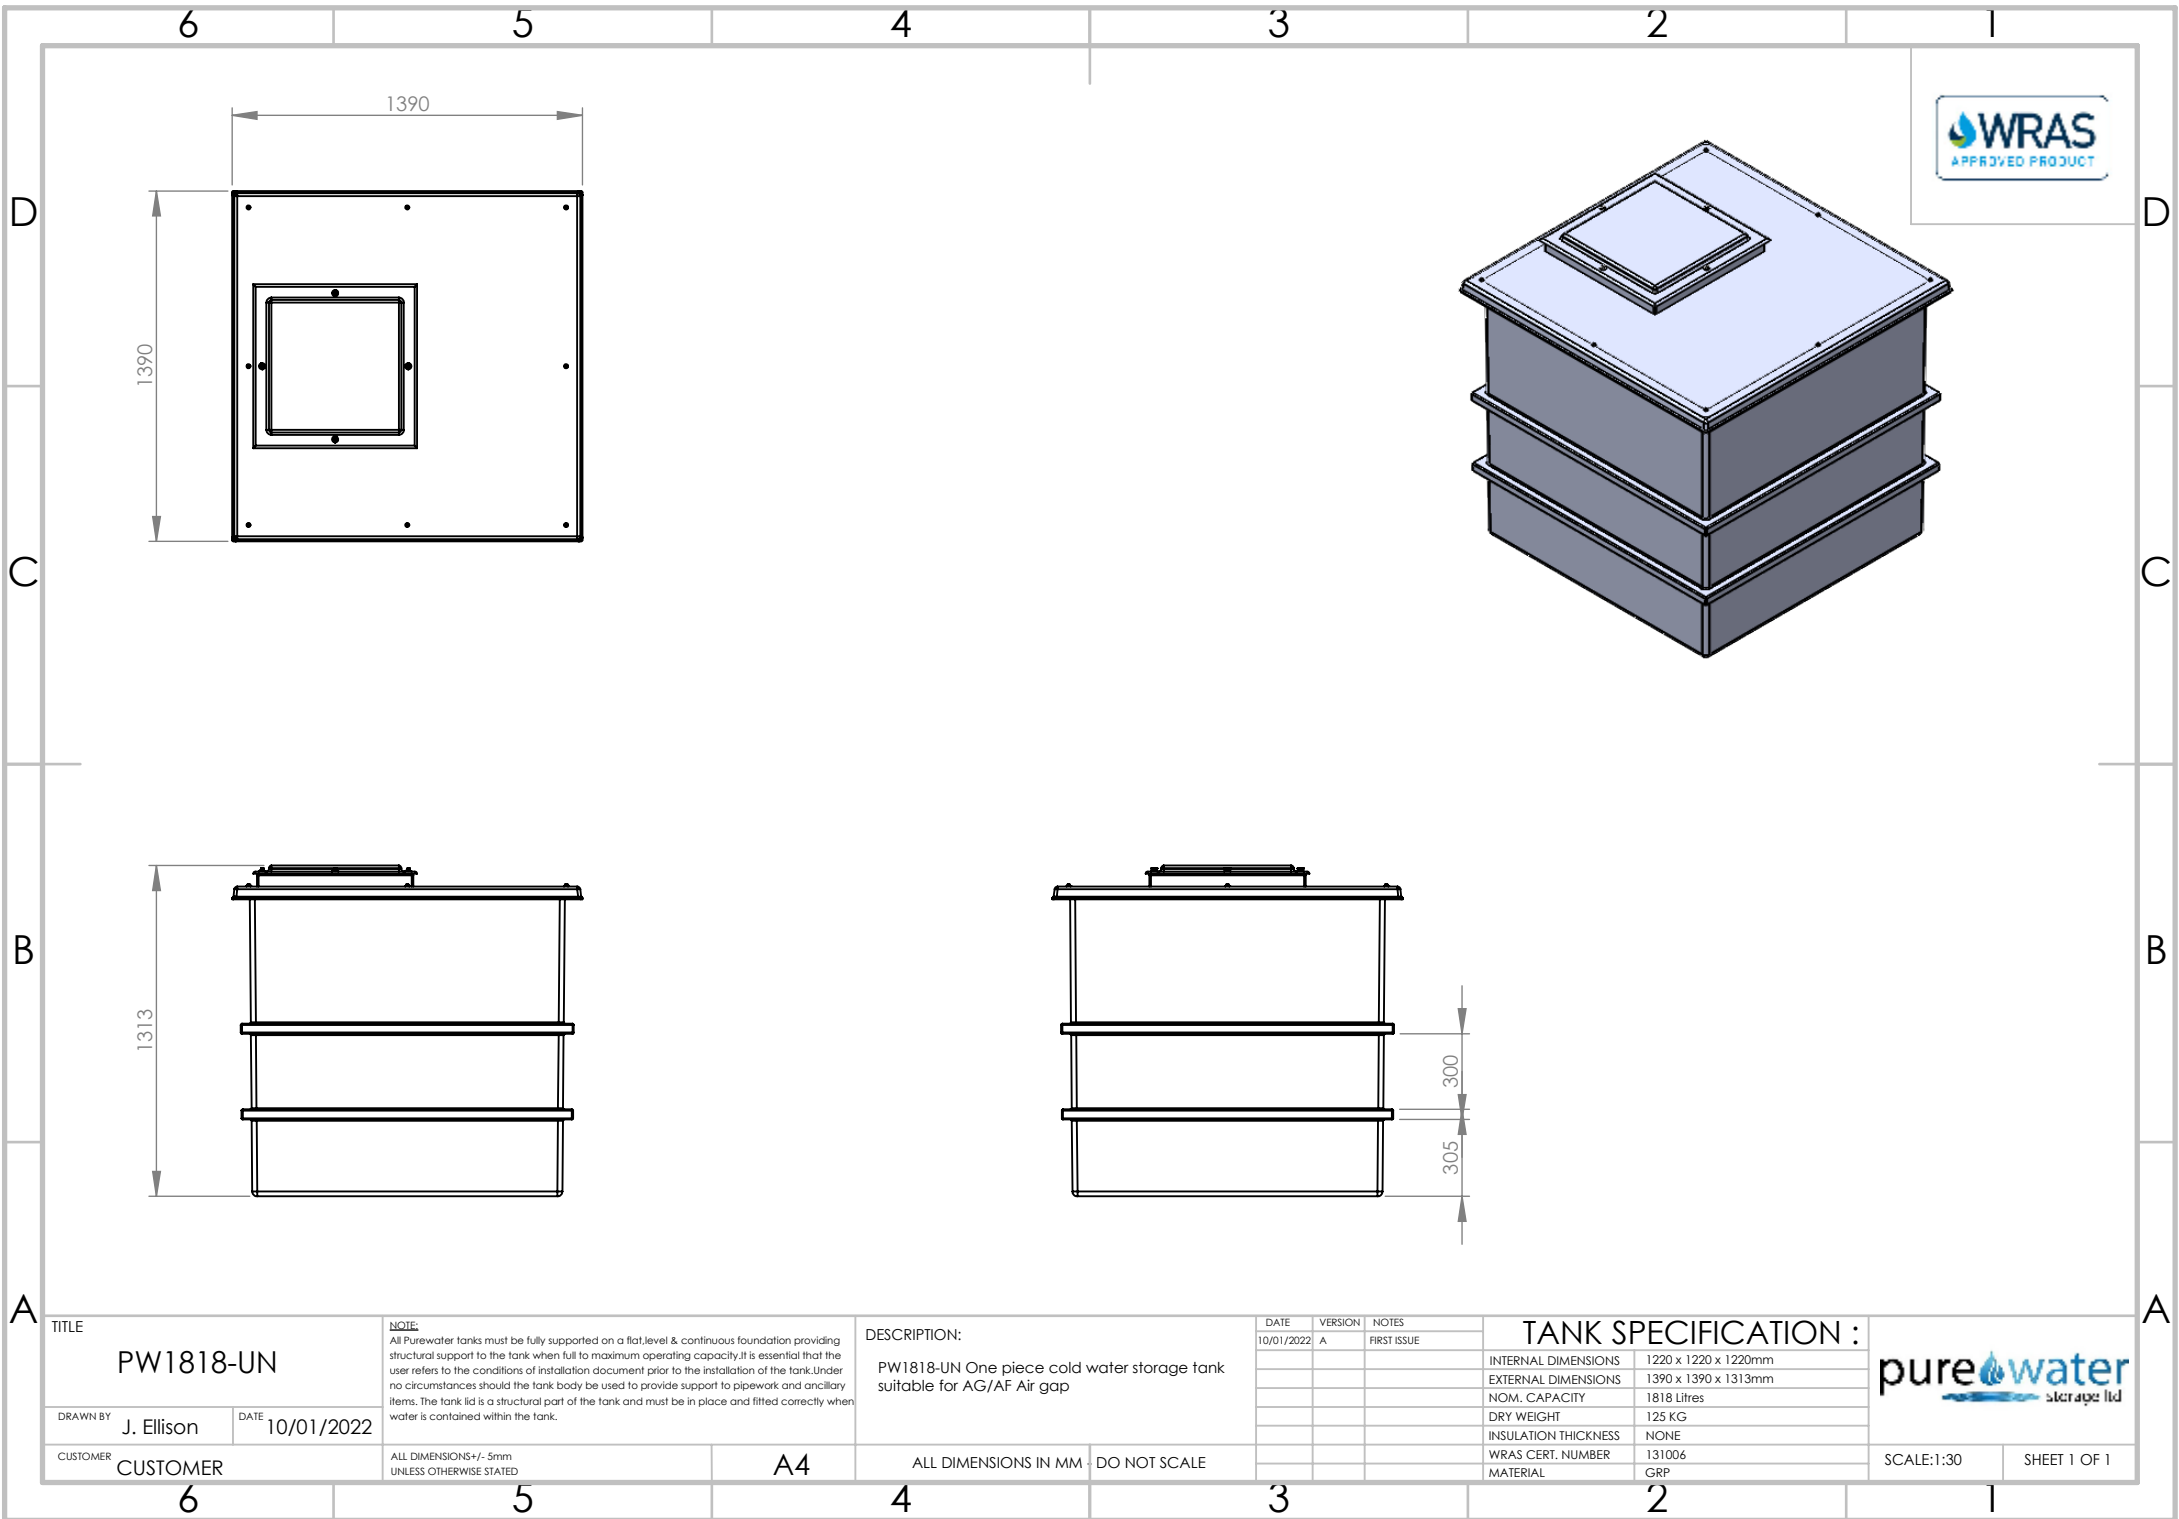 6 5 4 3 2 1
D
D
C
C
B
B
A
A
1390
1390
WRAS
APPROVED PRODUCT
1313
300
305
TITLE
PW1818-UN
DRAWN BY
J. Ellison
DATE
10/01/2022
CUSTOMER
CUSTOMER
NOTE:
All Purewater tanks must be fully supported on a flat,level & continuous foundation providing
structural support to the tank when full to maximum operating capacity.It is essential that the
user refers to the conditions of installation document prior to the installation of the tank.Under
no circumstances should the tank body be used to provide support to pipework and ancillary
items. The tank lid is a structural part of the tank and must be in place and fitted correctly when
water is contained within the tank.
ALL DIMENSIONS+/- 5mm
UNLESS OTHERWISE STATED
A4
DESCRIPTION:
PW1818-UN One piece cold water storage tank
suitable for AG/AF Air gap
ALL DIMENSIONS IN MM - DO NOT SCALE
DATE VERSION NOTES
10/01/2022 A FIRST ISSUE
TANK SPECIFICATION :
INTERNAL DIMENSIONS 1220 x 1220 x 1220mm
EXTERNAL DIMENSIONS 1390 x 1390 x 1313mm
NOM. CAPACITY 1818 Litres
DRY WEIGHT 125 KG
INSULATION THICKNESS NONE
WRAS CERT. NUMBER 131006
MATERIAL GRP
pure water
storage ltd
SCALE:1:30
SHEET 1 OF 1
6 5 4 3 2 1